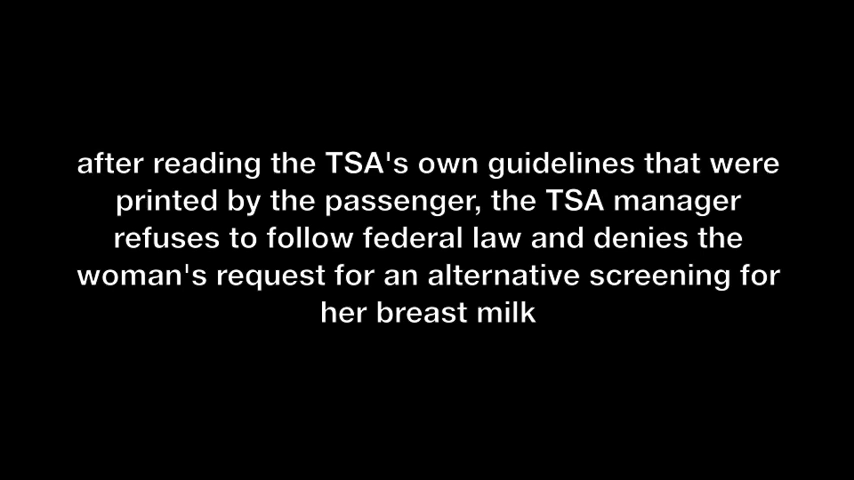 after reading the TSA's own guidelines that were
printed by the passenger, the TSA manager
refuses to follow federal law and denies the
woman's request for an alternative screening for
her breast milk